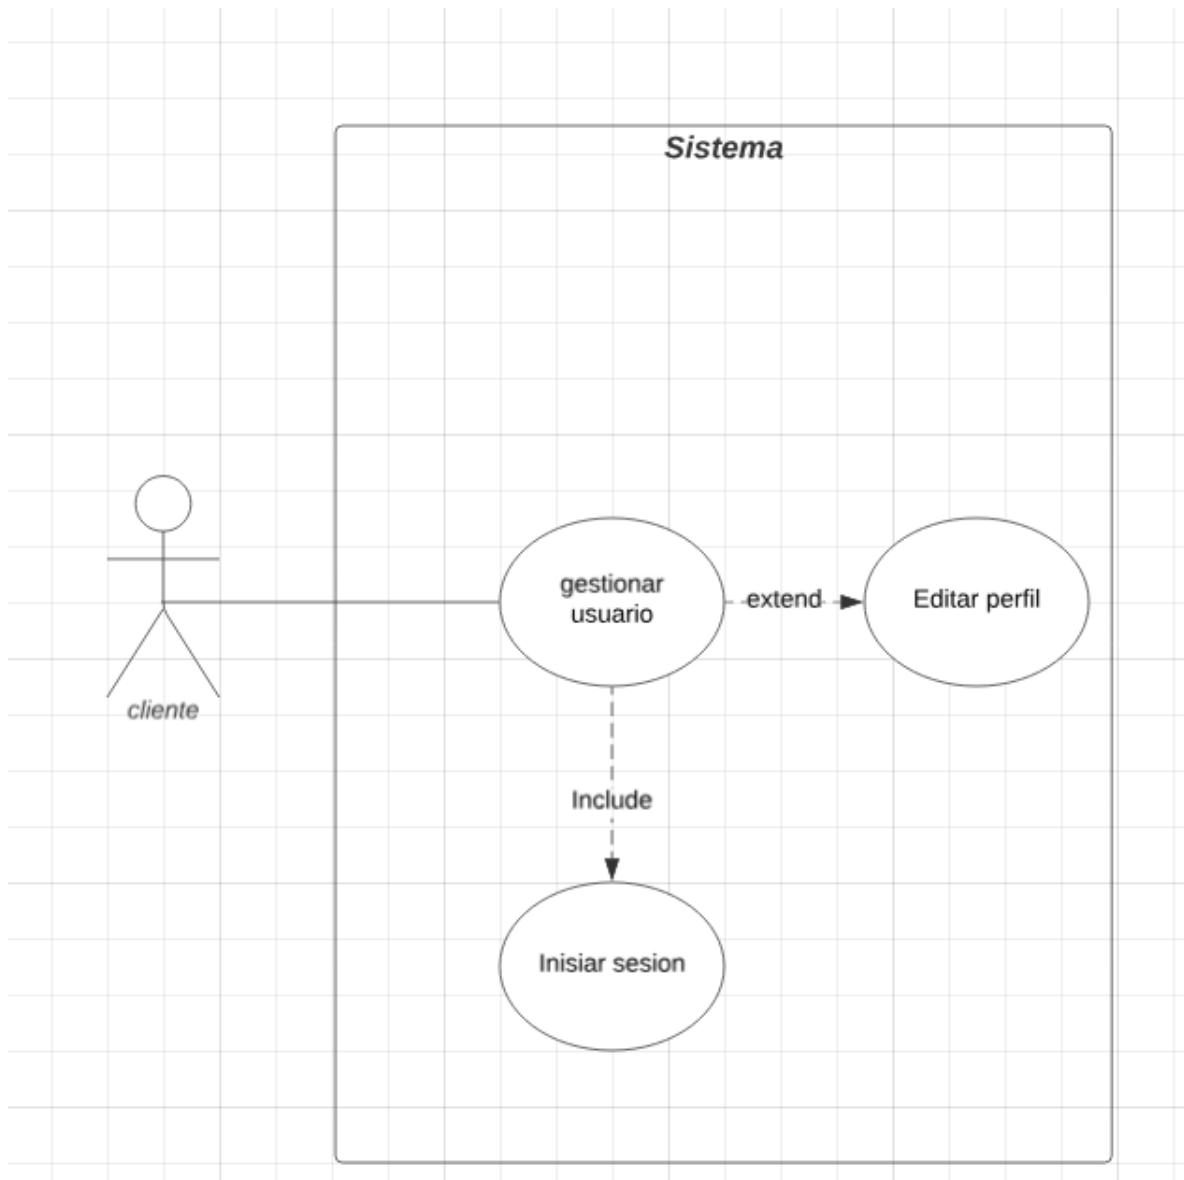 Sistema
gestionar
usuario
extend
Editar perfil
cliente
Include
Inisiar sesion